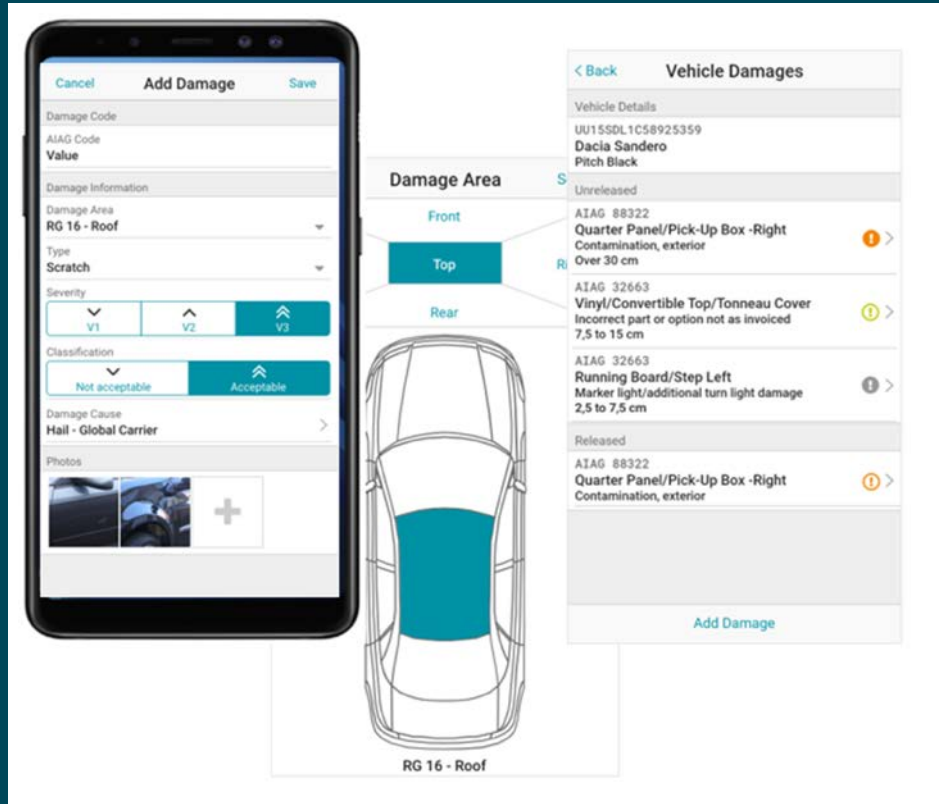 Cancel Add Damage Save
Damage Code
AIAG Code
Value
Damage Information
Damage Area
RG 16 - Roof
Type
Scratch
Severity
V1 V2 V3
Classification
Not acceptable Acceptable
Damage Cause
Hail - Global Carrier
Photos
Damage Area
Front
Top
Rear
RG 16 - Roof
< Back Vehicle Damages
Vehicle Details
UU15SDL1C58925359
Dacia Sandero
Pitch Black
Unreleased
AIAG 88322
Quarter Panel/Pick-Up Box -Right
Contamination, exterior
Over 30 cm
AIAG 32663
Vinyl/Convertible Top/Tonneau Cover
Incorrect part or option not as invoiced
7,5 to 15 cm
AIAG 32663
Running Board/Step Left
Marker light/additional turn light damage
2,5 to 7,5 cm
Released
AIAG 88322
Quarter Panel/Pick-Up Box -Right
Contamination, exterior
Add Damage